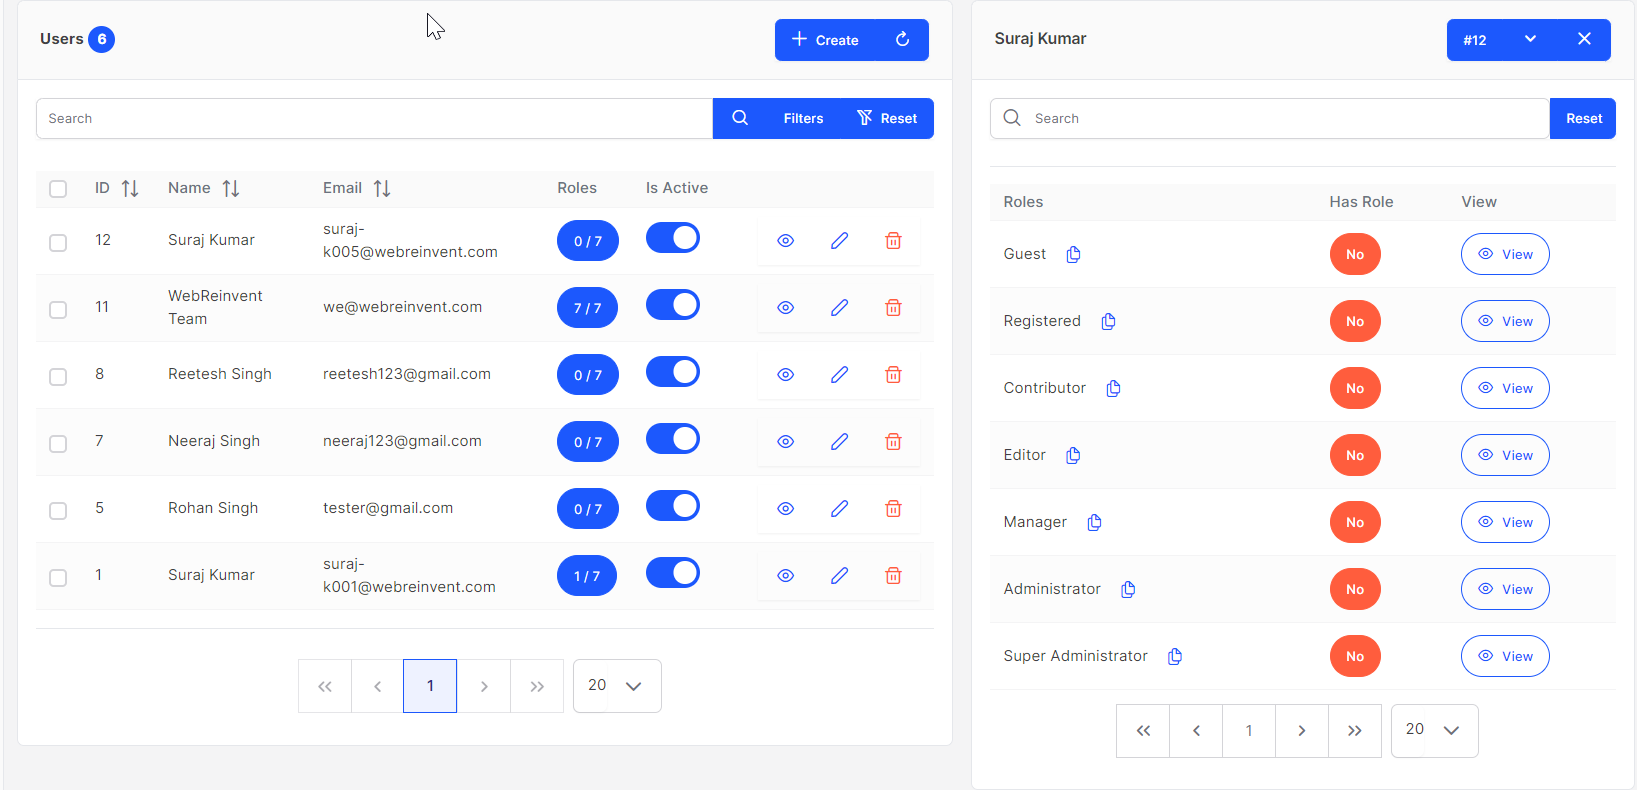 Users 6
Create
Search
Filters
Reset
ID Name Email Roles Is Active
12 Suraj Kumar suraj-
k005@webreinvent.com 0 / 7
11 WebReinvent
Team we@webreinvent.com 7 / 7
8 Reetesh Singh reetesh123@gmail.com 0 / 7
7 Neeraj Singh neeraj123@gmail.com 0 / 7
5 Rohan Singh tester@gmail.com 0 / 7
1 Suraj Kumar suraj-
k001@webreinvent.com 1 / 7
1
20
Suraj Kumar
#12
Search
Reset
Roles Has Role View
Guest No View
Registered No View
Contributor No View
Editor No View
Manager No View
Administrator No View
Super Administrator No View
1
20